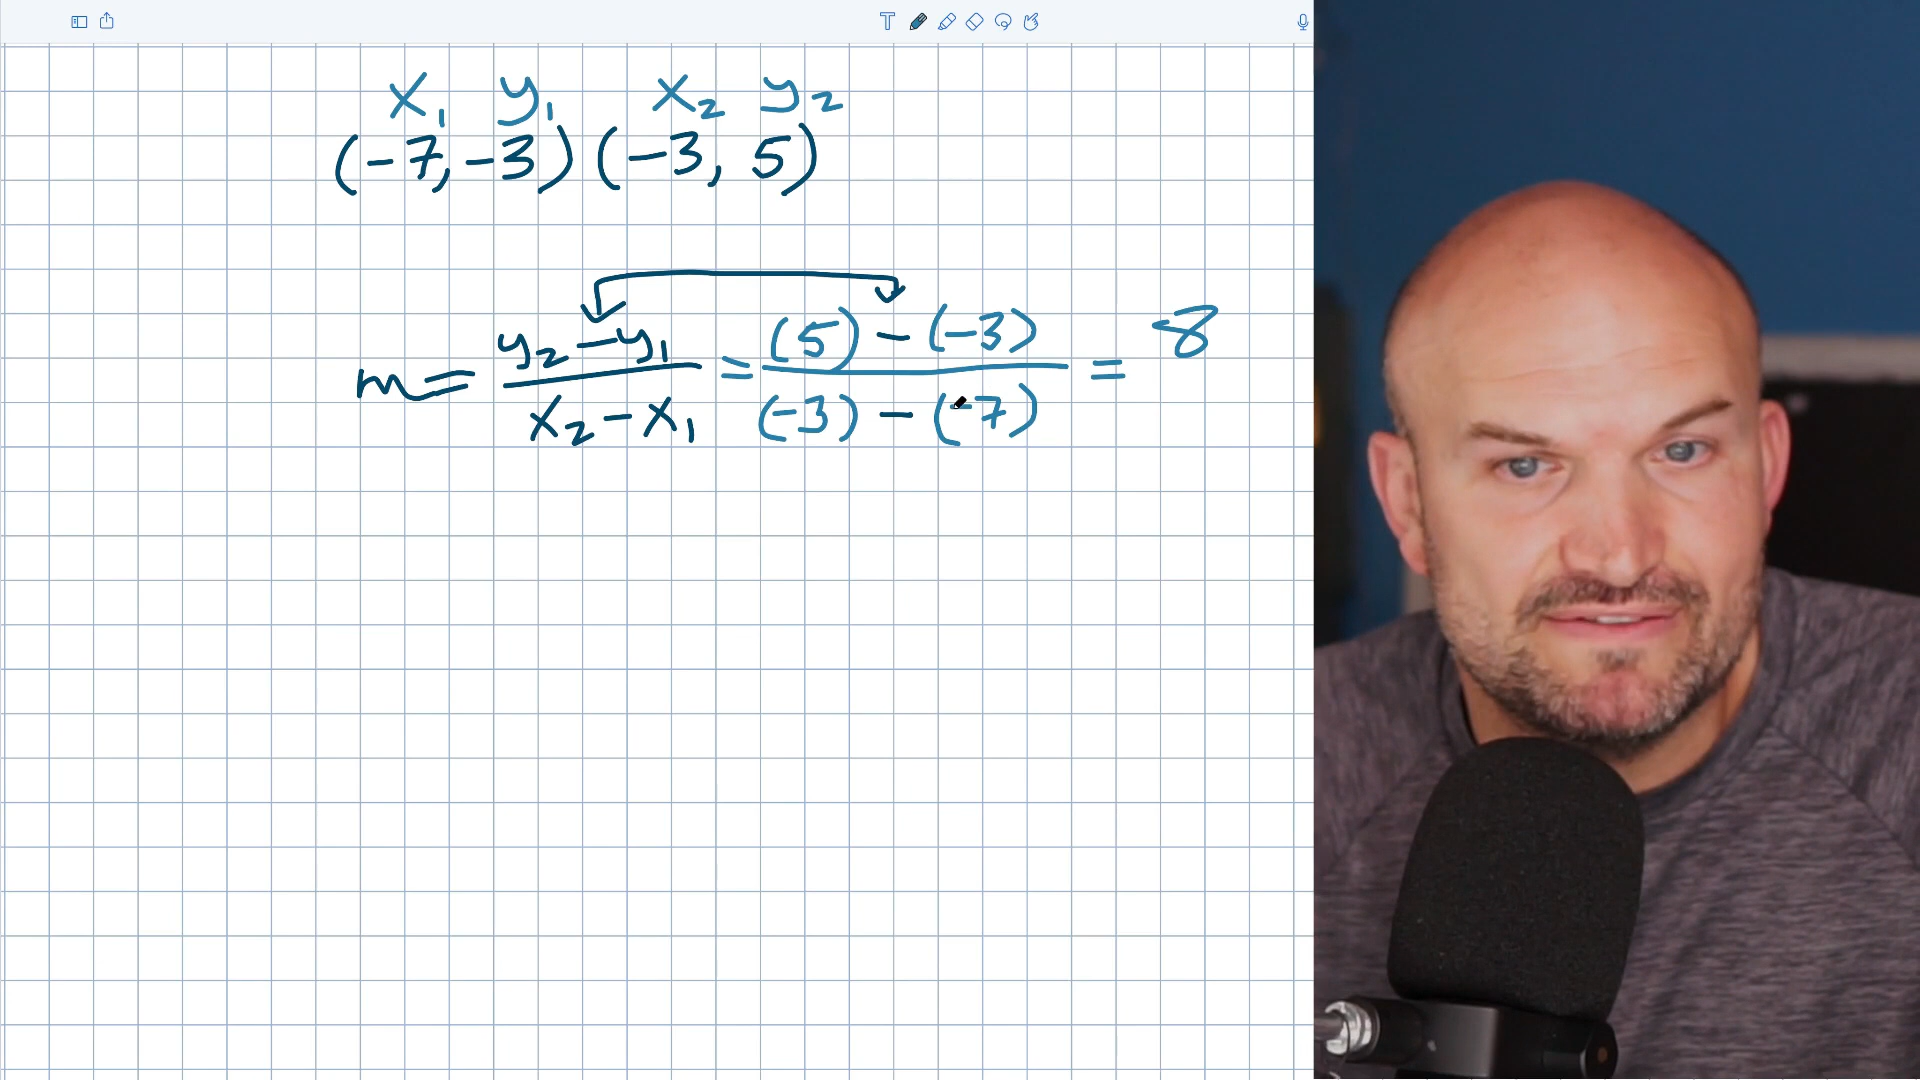 x₁ y₁ x₂ y₂
(-7,-3) (-3, 5)
m = y₂-y₁ / x₂-x₁ = (5) - (-3) / (-3) - (-7) = 8